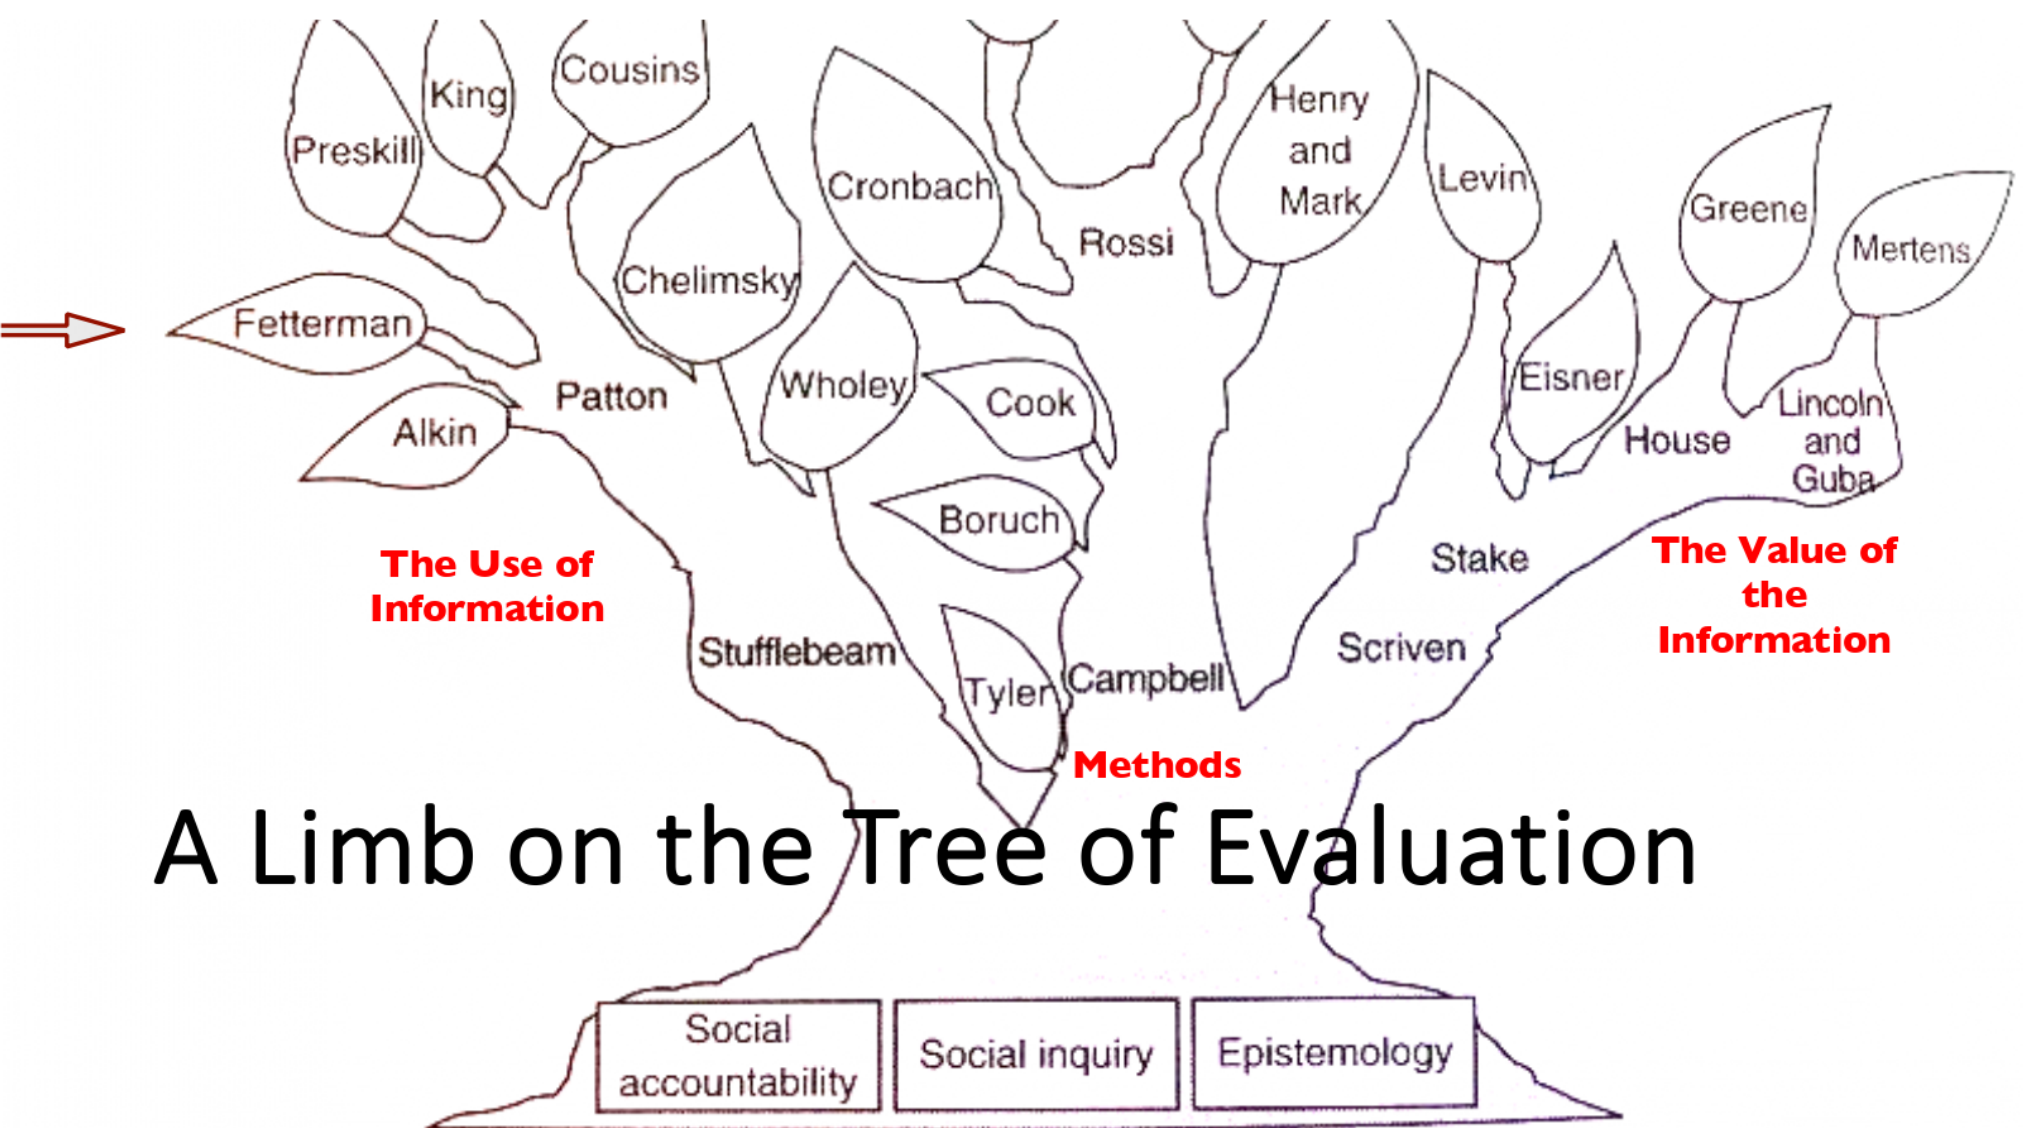 Cousins
King
Preskill
Henry
and
Mark
Cronbach
Levin
Greene
Mertens
Rossi
Chelimsky
Fetterman
Patton
Wholey
Cook
Eisner
Alkin
House
Lincoln
and
Guba
Boruch
The Use of
Information
Stake
The Value of
the
Information
Stufflebeam
Tyler
Campbell
Scriven
Methods
A Limb on the Tree of Evaluation
Social
accountability
Social inquiry
Epistemology